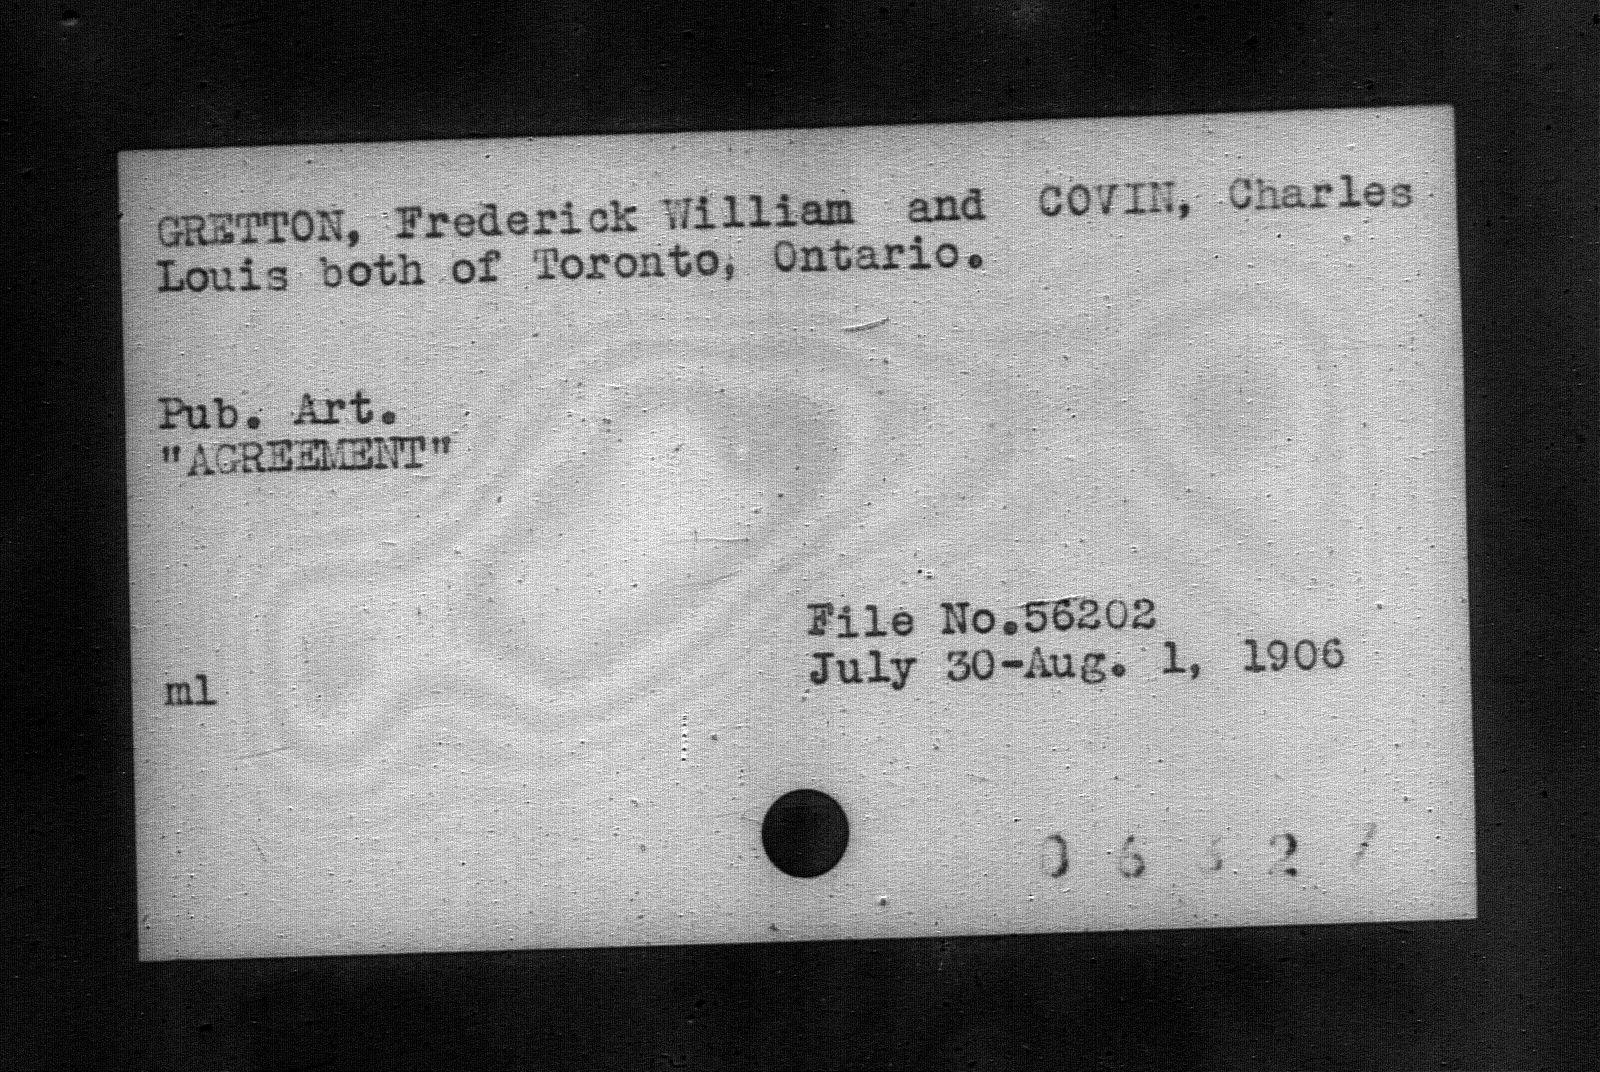 GRETTON, Frederick William and COVIN, Charles
Louis both of Toronto, Ontario.
Pub. Art.
"AGREEMENT"
File No.56202
July 30-Aug. 1, 1906
ml